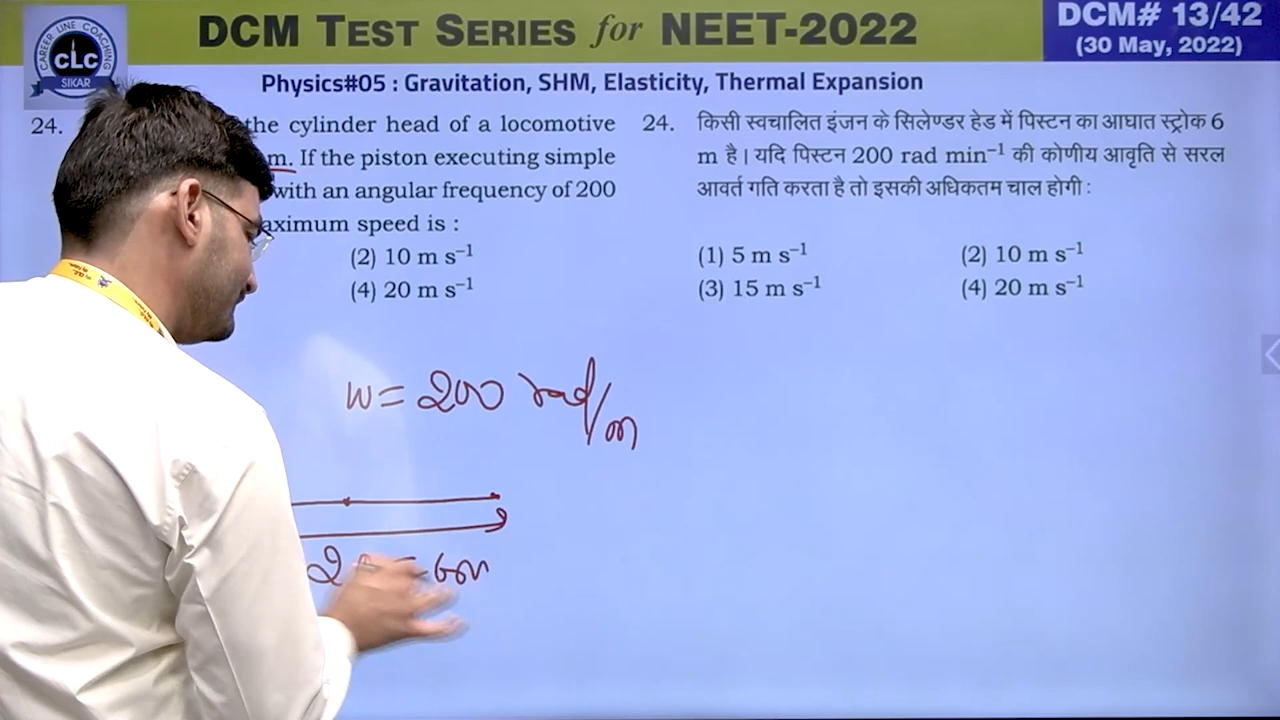 DCM TEST SERIES for NEET-2022
DCM# 13/42
(30 May, 2022)
CAREER LINE COACHING
CLC
SIKAR
Physics#05 : Gravitation, SHM, Elasticity, Thermal Expansion
24. the cylinder head of a locomotive
m. If the piston executing simple
with an angular frequency of 200
aximum speed is :
(2) 10 m s⁻¹
(4) 20 m s⁻¹
24. किसी स्वचालित इंजन के सिलेण्डर हेड में पिस्टन का आघात स्ट्रोक 6
m है। यदि पिस्टन 200 rad min⁻¹ की कोणीय आवृति से सरल
आवर्त गति करता है तो इसकी अधिकतम चाल होगी :
(1) 5 m s⁻¹ (2) 10 m s⁻¹
(3) 15 m s⁻¹ (4) 20 m s⁻¹
w = 200 rad/m
2 = 6m